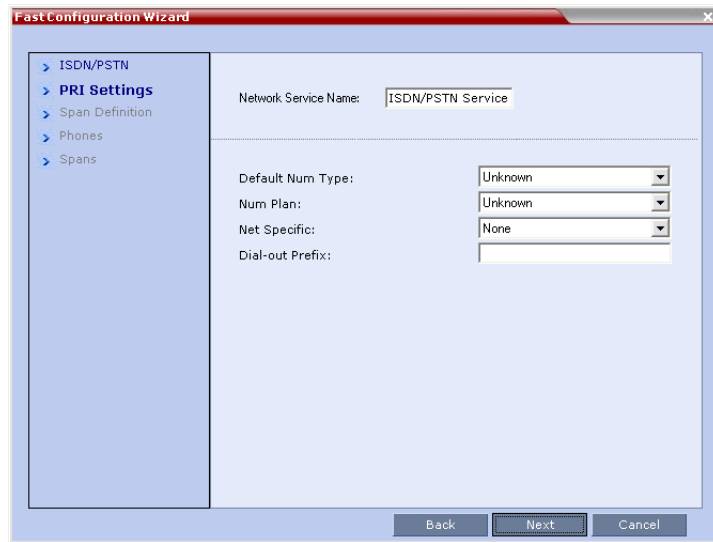 Fast Configuration Wizard
ISDN/PSTN
PRI Settings
Span Definition
Phones
Spans
Network Service Name: ISDN/PSTN Service
Default Num Type: Unknown
Num Plan: Unknown
Net Specific: None
Dial-out Prefix:
Back Next Cancel